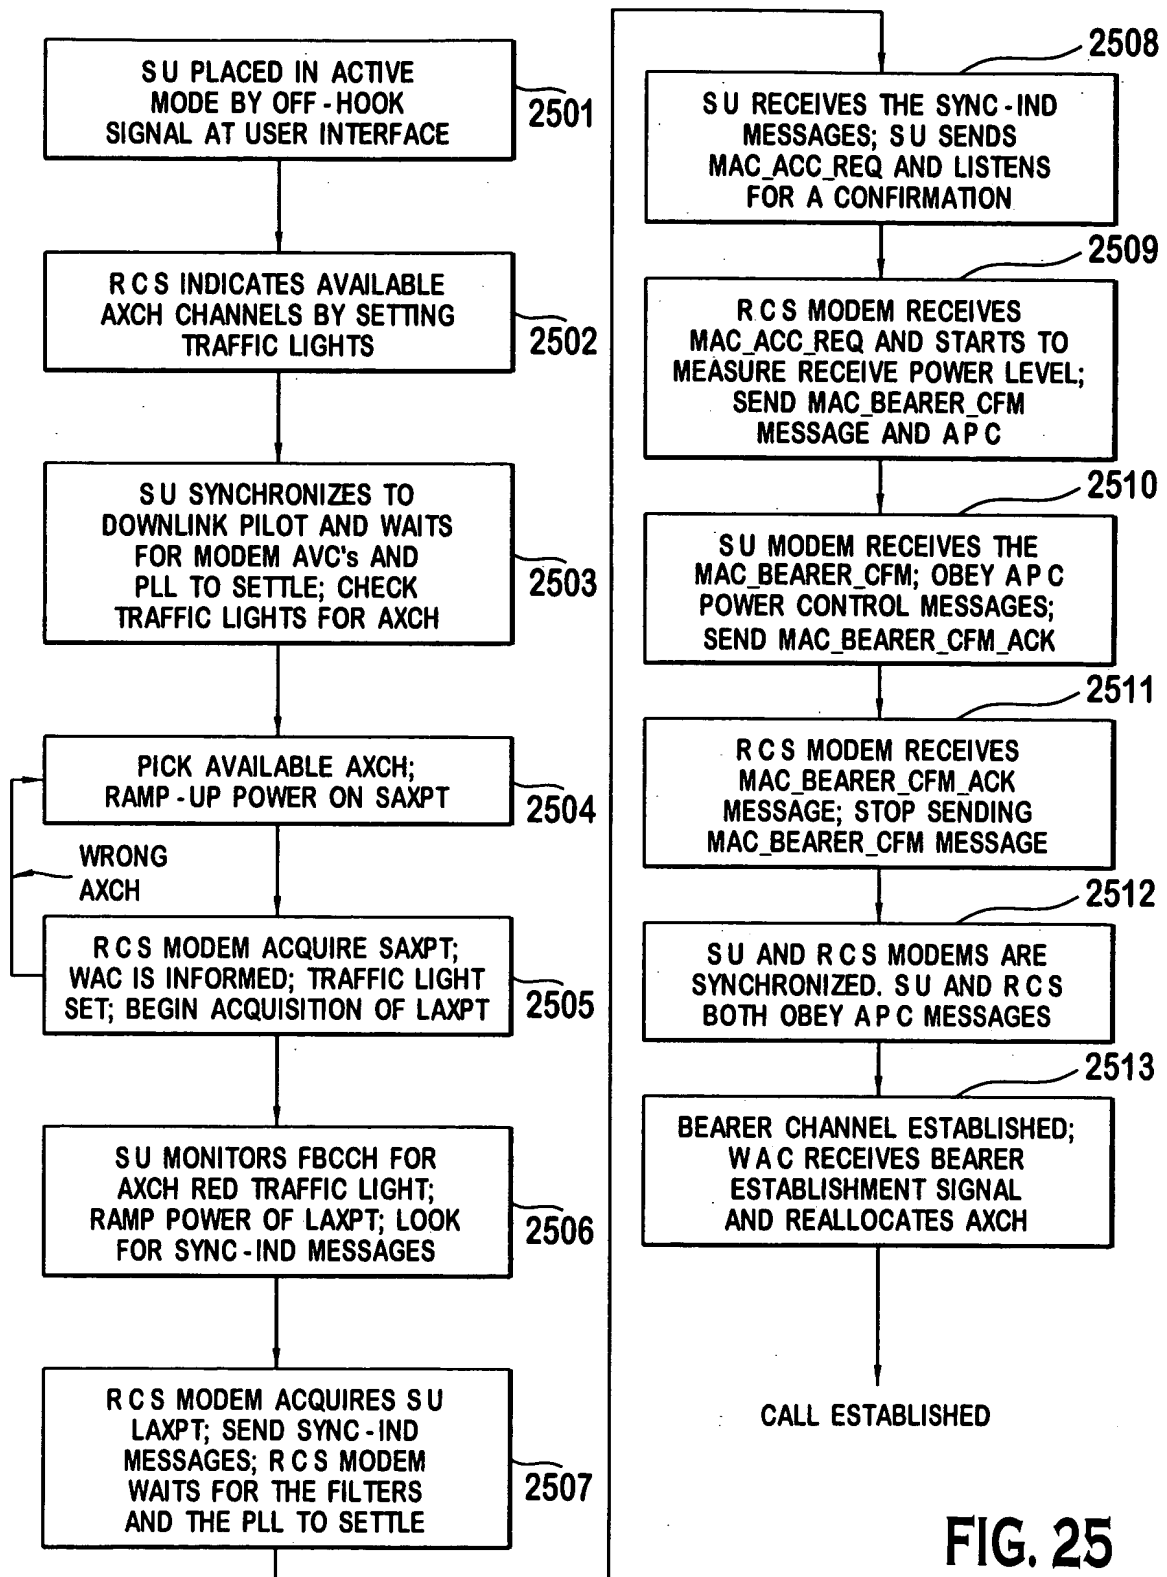 SU PLACED IN ACTIVE
MODE BY OFF-HOOK
SIGNAL AT USER INTERFACE
2501
RCS INDICATES AVAILABLE
AXCH CHANNELS BY SETTING
TRAFFIC LIGHTS
2502
SU SYNCHRONIZES TO
DOWNLINK PILOT AND WAITS
FOR MODEM AVC's AND
PLL TO SETTLE; CHECK
TRAFFIC LIGHTS FOR AXCH
2503
PICK AVAILABLE AXCH;
RAMP-UP POWER ON SAXPT
2504
WRONG
AXCH
RCS MODEM ACQUIRE SAXPT;
WAC IS INFORMED; TRAFFIC LIGHT
SET; BEGIN ACQUISITION OF LAXPT
2505
SU MONITORS FBCCH FOR
AXCH RED TRAFFIC LIGHT;
RAMP POWER OF LAXPT; LOOK
FOR SYNC-IND MESSAGES
2506
RCS MODEM ACQUIRES SU
LAXPT; SEND SYNC-IND
MESSAGES; RCS MODEM
WAITS FOR THE FILTERS
AND THE PLL TO SETTLE
2507
2508
SU RECEIVES THE SYNC-IND
MESSAGES; SU SENDS
MAC_ACC_REQ AND LISTENS
FOR A CONFIRMATION
2509
RCS MODEM RECEIVES
MAC_ACC_REQ AND STARTS TO
MEASURE RECEIVE POWER LEVEL;
SEND MAC_BEARER_CFM
MESSAGE AND APC
2510
SU MODEM RECEIVES THE
MAC_BEARER_CFM; OBEY APC
POWER CONTROL MESSAGES;
SEND MAC_BEARER_CFM_ACK
2511
RCS MODEM RECEIVES
MAC_BEARER_CFM_ACK
MESSAGE; STOP SENDING
MAC_BEARER_CFM MESSAGE
2512
SU AND RCS MODEMS ARE
SYNCHRONIZED. SU AND RCS
BOTH OBEY APC MESSAGES
2513
BEARER CHANNEL ESTABLISHED;
WAC RECEIVES BEARER
ESTABLISHMENT SIGNAL
AND REALLOCATES AXCH
CALL ESTABLISHED
FIG. 25